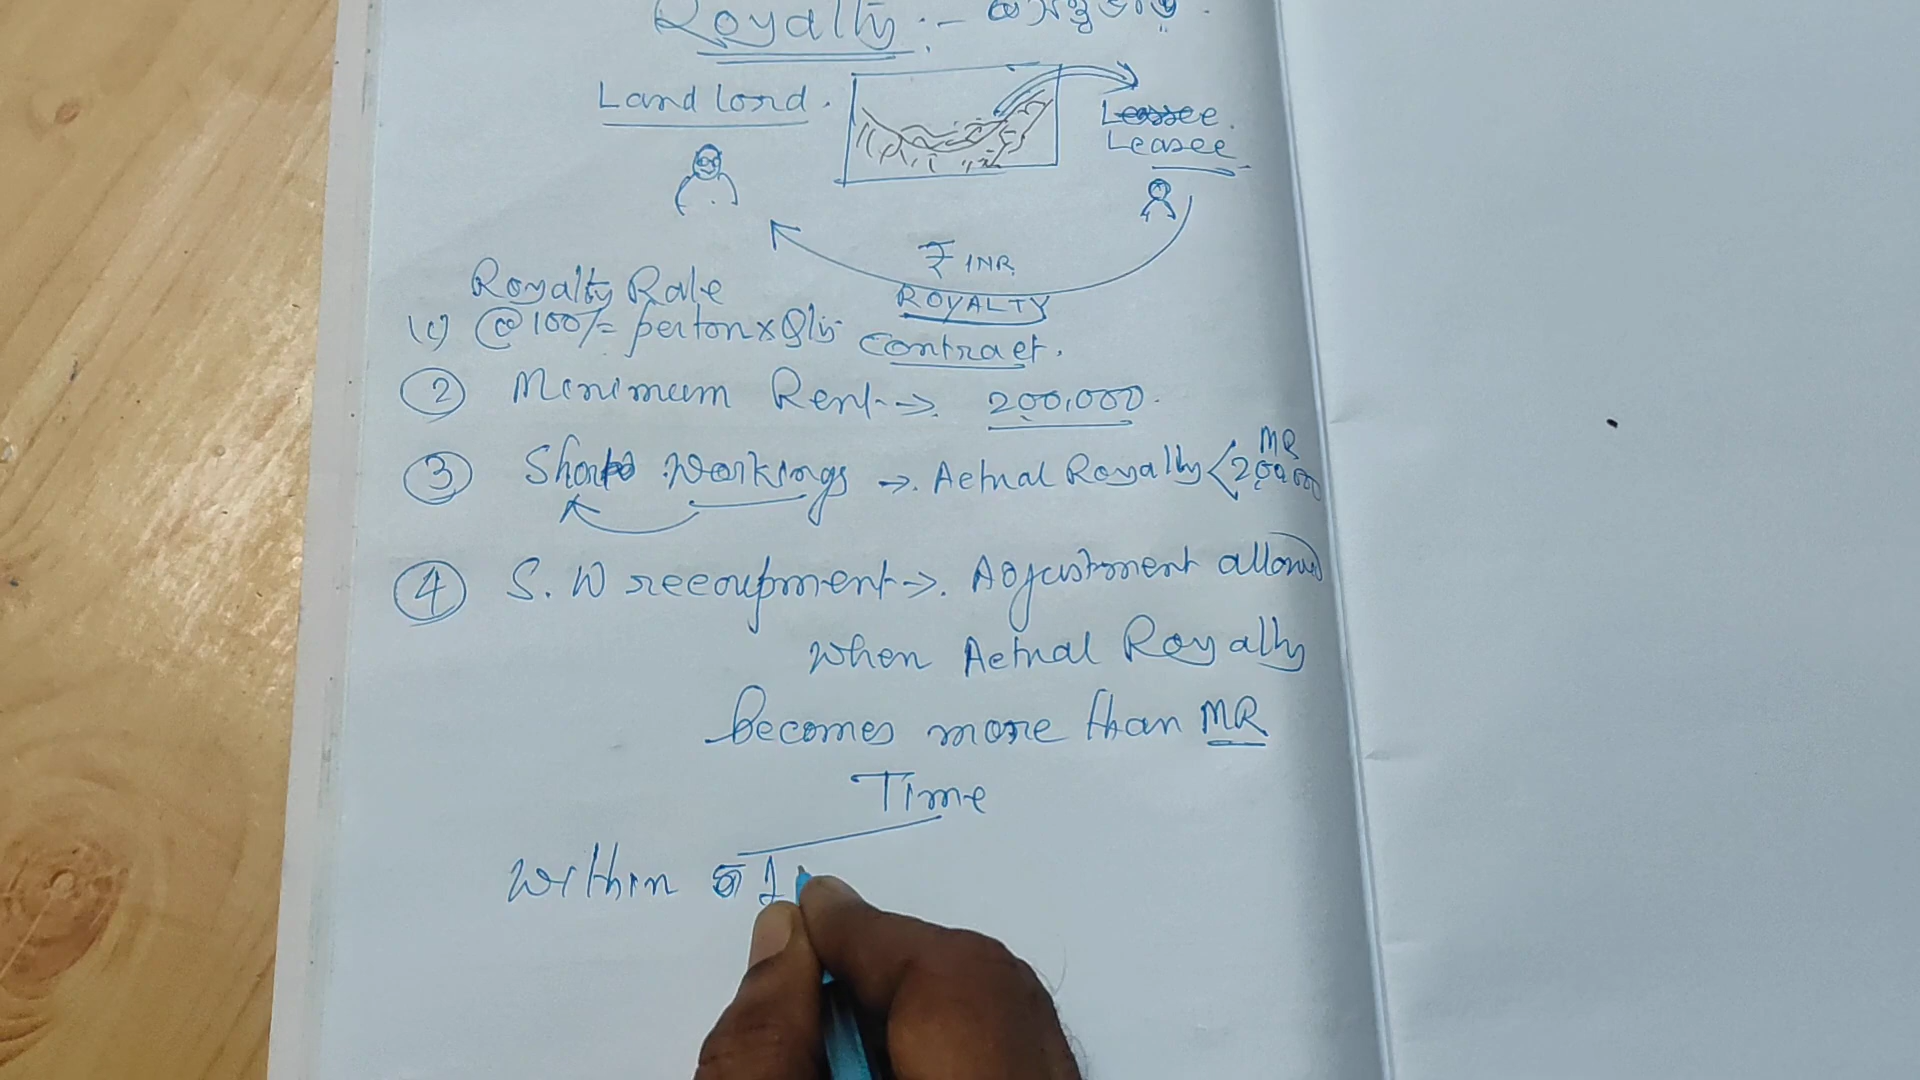 Royalty :-
Land lord.
Leasee.
Leasee
₹ INR
ROYALTY
Contract.
Royalty Rate
(1) @ 100/= per ton x Qty
② Minimum Rent → 200,000.
③ Short Workings → Actual Royalty < 200,000
MR
④ S.W recoupment → Adjustment allowed
when Actual Royalty
becomes more than MR
Time
Within